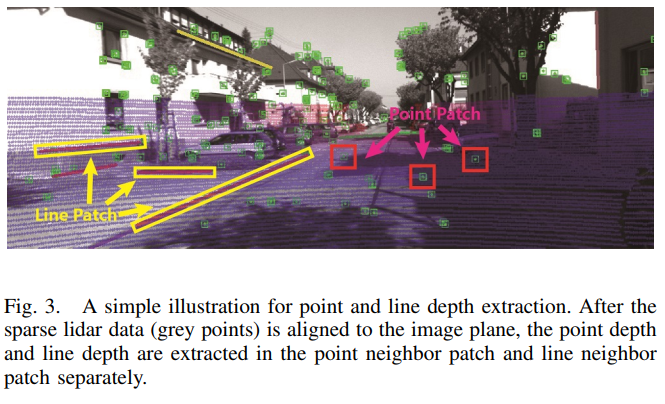 Point Patch
Line Patch
Fig. 3. A simple illustration for point and line depth extraction. After the
sparse lidar data (grey points) is aligned to the image plane, the point depth
and line depth are extracted in the point neighbor patch and line neighbor
patch separately.